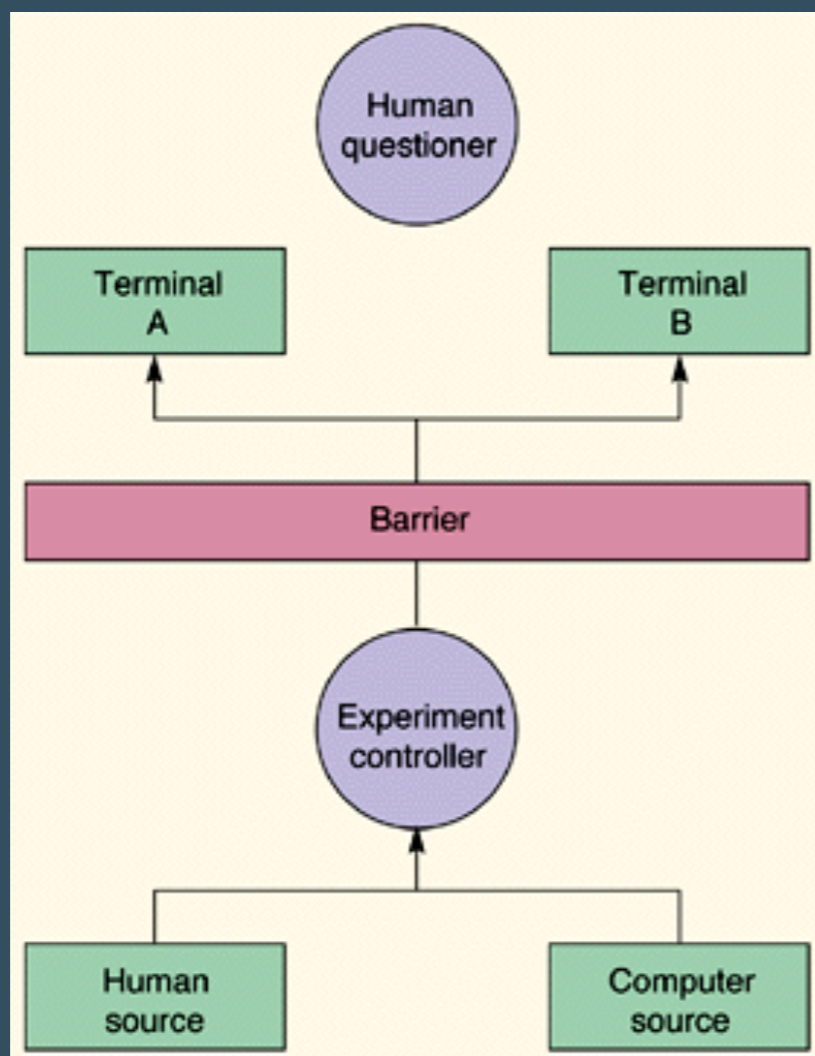 Human
questioner
Terminal
A
Terminal
B
Barrier
Experiment
controller
Human
source
Computer
source